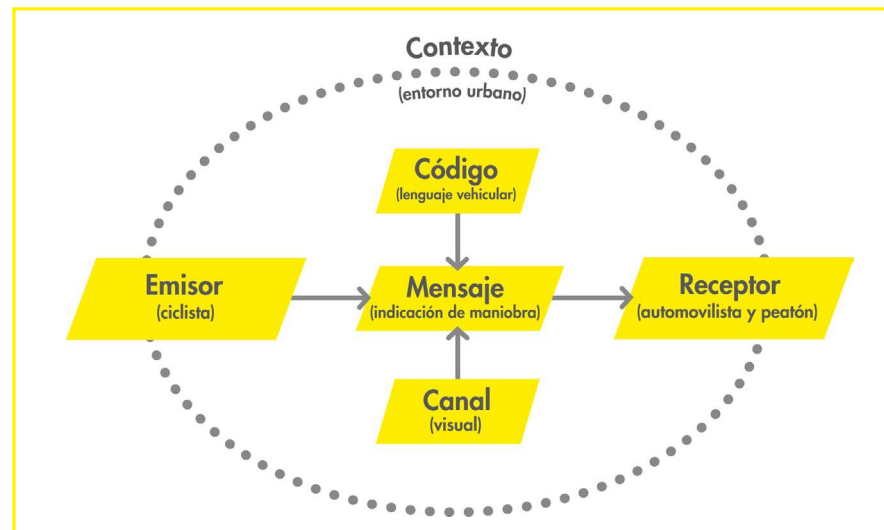 Contexto
(entorno urbano)
Código
(lenguaje vehicular)
Emisor
(ciclista)
Mensaje
(indicación de maniobra)
Receptor
(automovilista y peatón)
Canal
(visual)